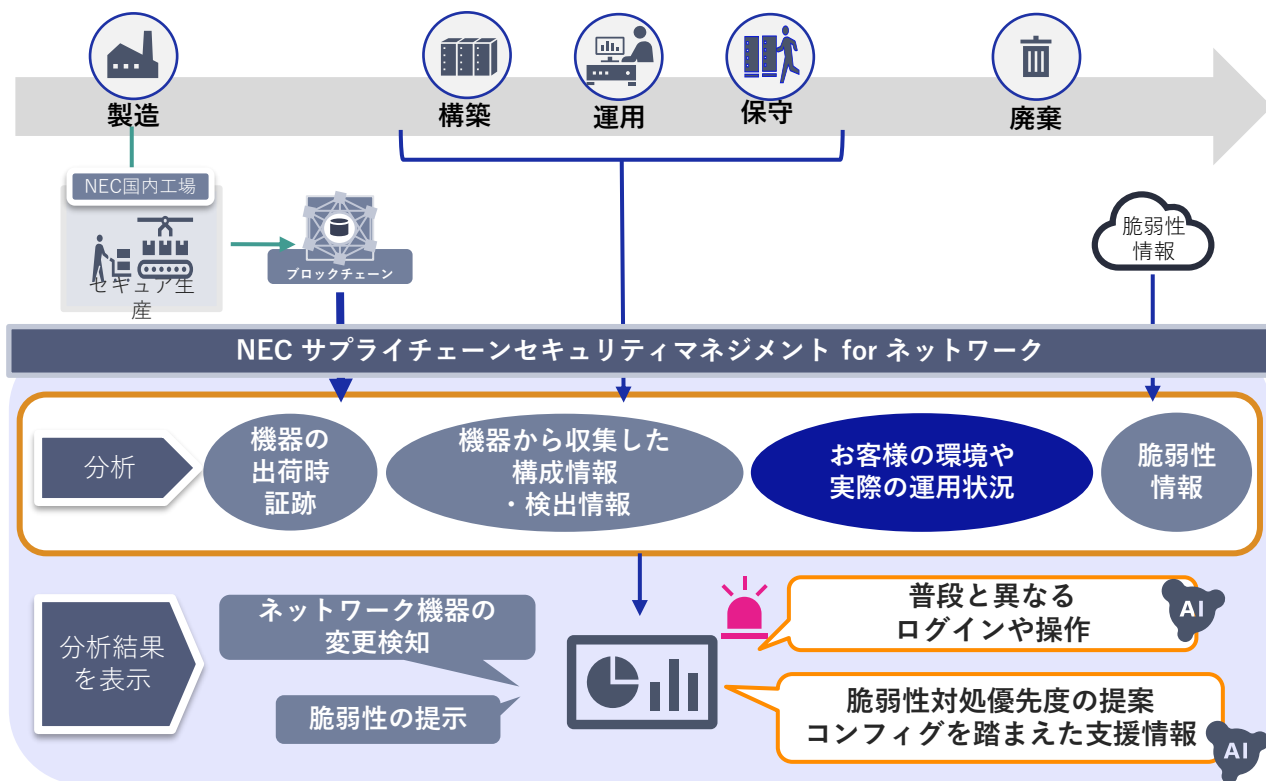 製造
構築
運用
保守
廃棄
NEC国内工場
セキュア生
産
ブロックチェーン
脆弱性
情報
NEC サプライチェーンセキュリティマネジメント for ネットワーク
分析
機器の
出荷時
証跡
機器から収集した
構成情報
・検出情報
お客様の環境や
実際の運用状況
脆弱性
情報
分析結果
を表示
ネットワーク機器の
変更検知
脆弱性の提示
普段と異なる
ログインや操作
AI
脆弱性対処優先度の提案
コンフィグを踏まえた支援情報
AI